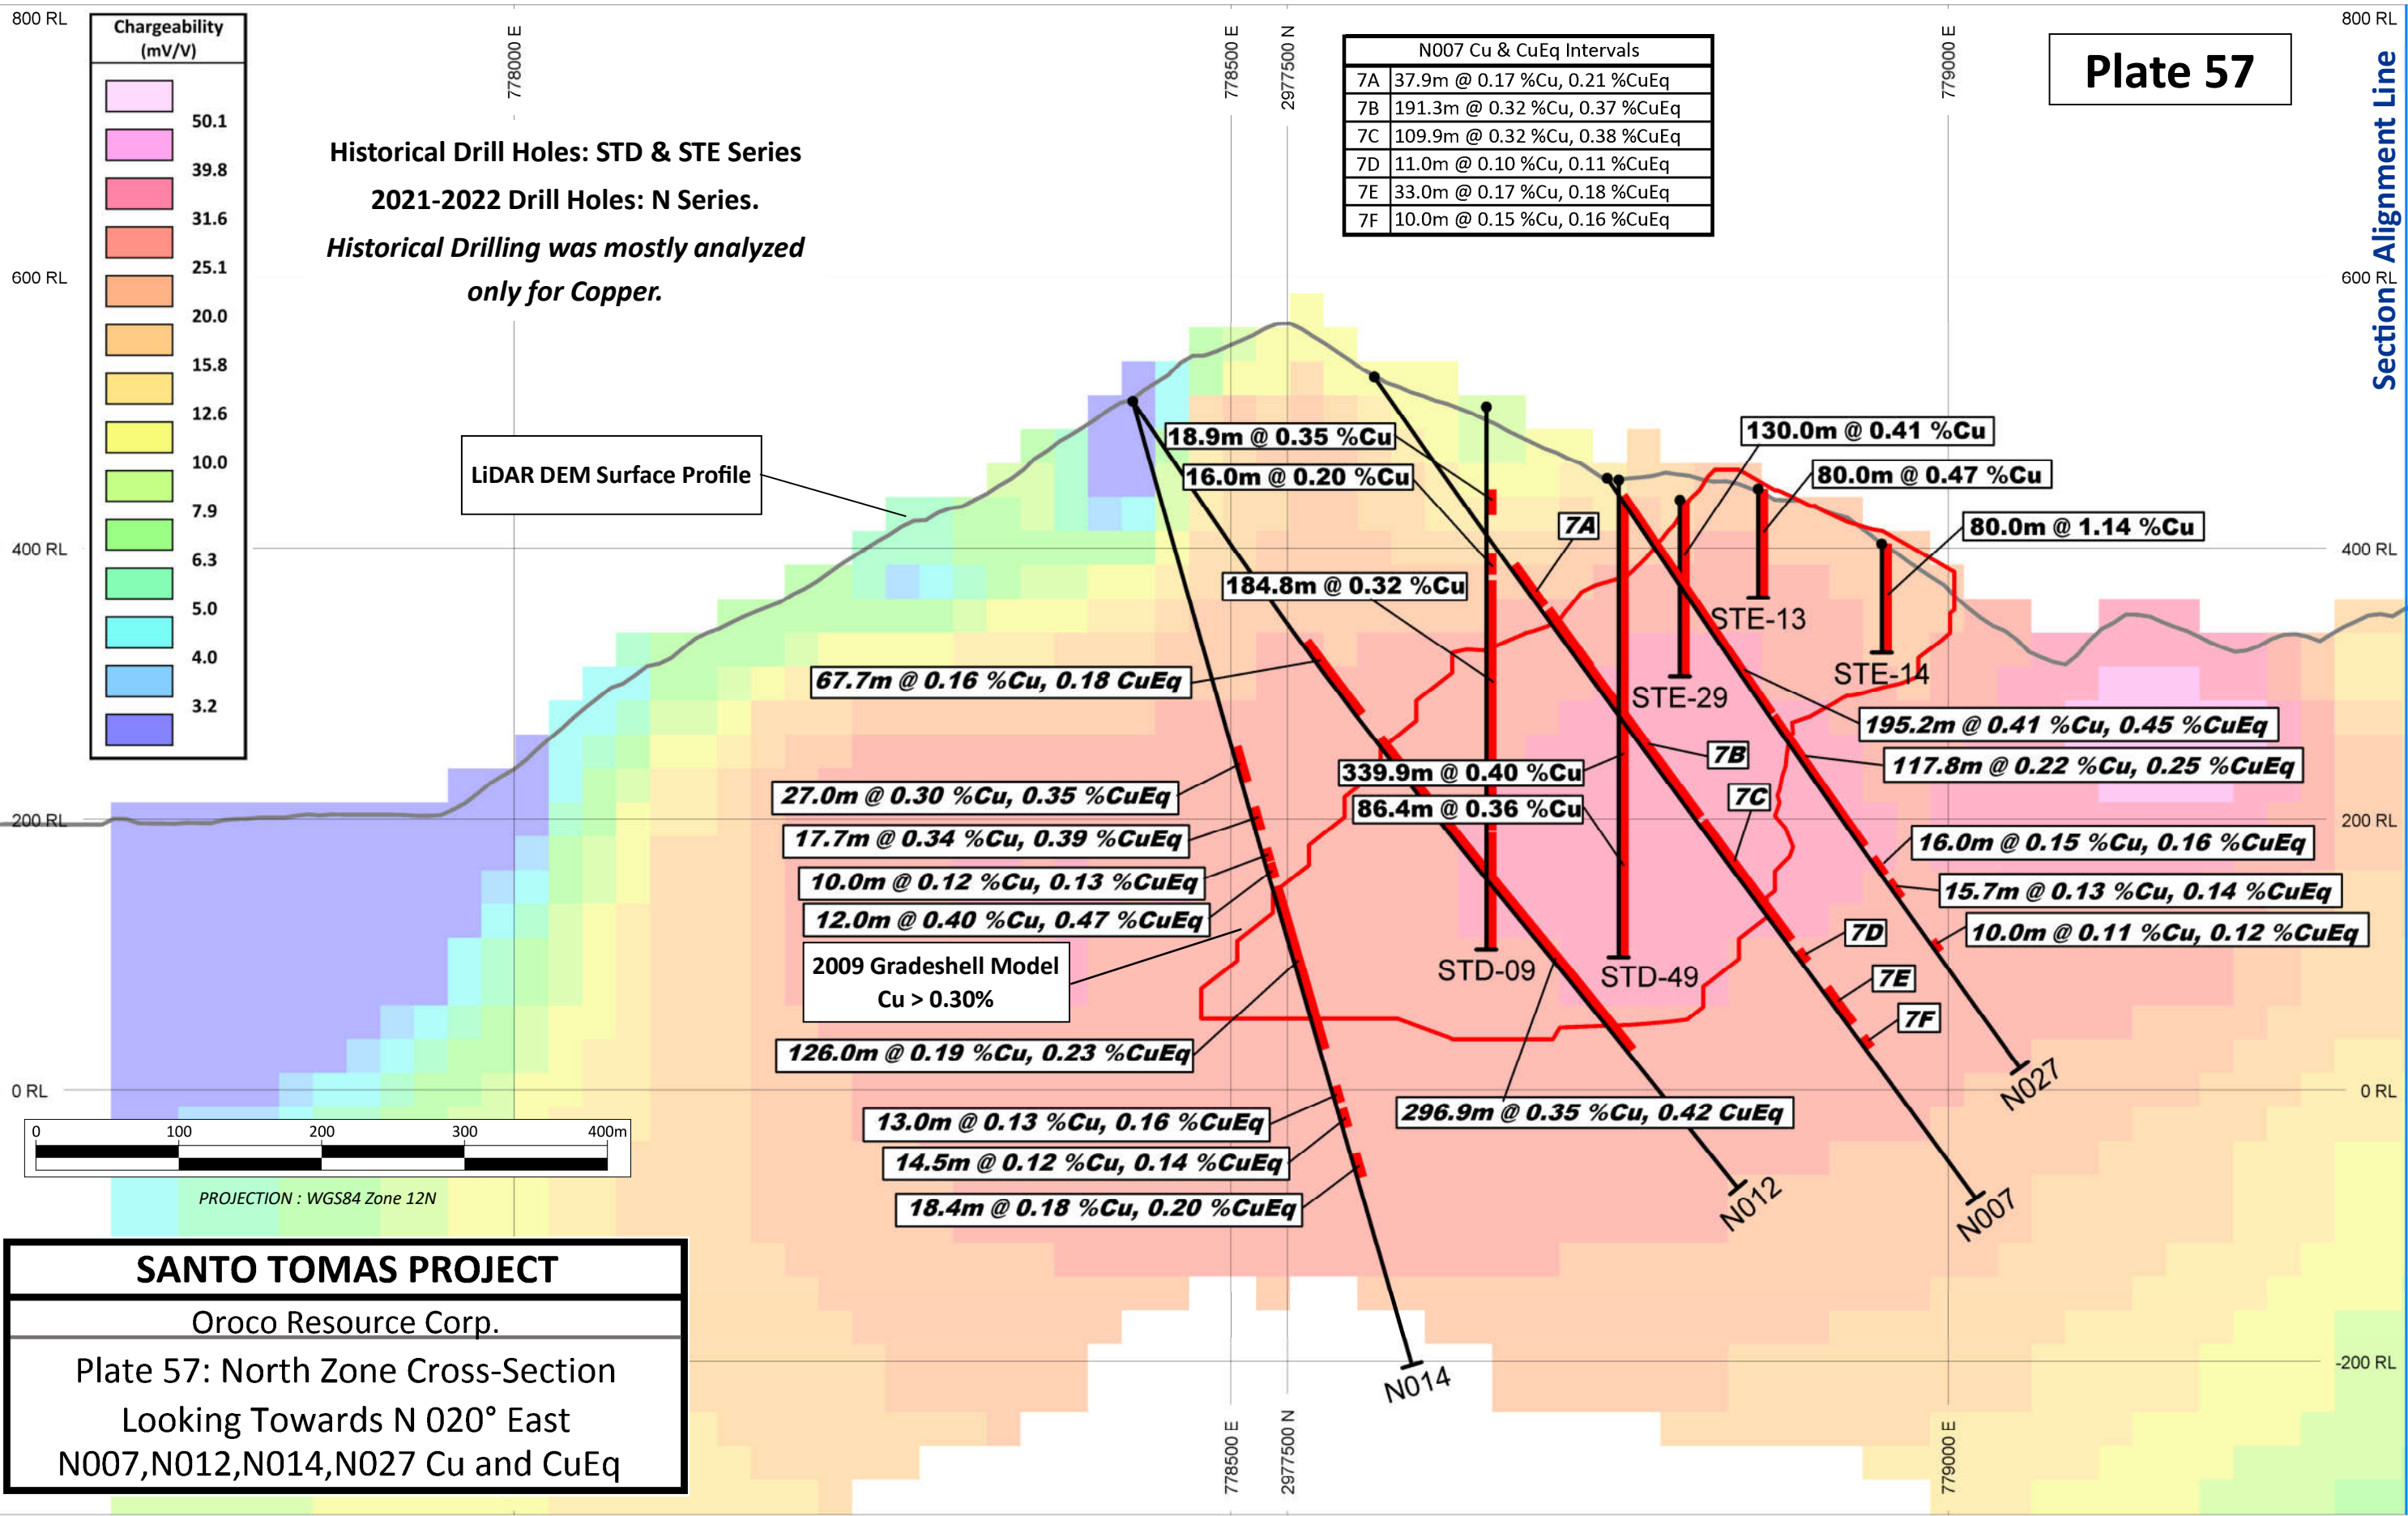 800 RL
Chargeability
(mV/V)
50.1
39.8
31.6
25.1
20.0
15.8
12.6
10.0
7.9
6.3
5.0
4.0
3.2
778000 E
778500 E
2977500 N
779000 E
800 RL
Plate 57
Section Alignment Line
N007 Cu & CuEq Intervals
7A 37.9m @ 0.17 %Cu, 0.21 %CuEq
7B 191.3m @ 0.32 %Cu, 0.37 %CuEq
7C 109.9m @ 0.32 %Cu, 0.38 %CuEq
7D 11.0m @ 0.10 %Cu, 0.11 %CuEq
7E 33.0m @ 0.17 %Cu, 0.18 %CuEq
7F 10.0m @ 0.15 %Cu, 0.16 %CuEq
Historical Drill Holes: STD & STE Series
2021-2022 Drill Holes: N Series.
Historical Drilling was mostly analyzed
only for Copper.
600 RL
600 RL
LiDAR DEM Surface Profile
18.9m @ 0.35 %Cu
16.0m @ 0.20 %Cu
184.8m @ 0.32 %Cu
130.0m @ 0.41 %Cu
80.0m @ 0.47 %Cu
80.0m @ 1.14 %Cu
7A
400 RL
400 RL
STE-13
STE-14
STE-29
67.7m @ 0.16 %Cu, 0.18 CuEq
195.2m @ 0.41 %Cu, 0.45 %CuEq
117.8m @ 0.22 %Cu, 0.25 %CuEq
7B
7C
339.9m @ 0.40 %Cu
86.4m @ 0.36 %Cu
27.0m @ 0.30 %Cu, 0.35 %CuEq
17.7m @ 0.34 %Cu, 0.39 %CuEq
10.0m @ 0.12 %Cu, 0.13 %CuEq
12.0m @ 0.40 %Cu, 0.47 %CuEq
200 RL
200 RL
16.0m @ 0.15 %Cu, 0.16 %CuEq
15.7m @ 0.13 %Cu, 0.14 %CuEq
10.0m @ 0.11 %Cu, 0.12 %CuEq
2009 Gradeshell Model
Cu > 0.30%
STD-09
STD-49
7D
7E
7F
126.0m @ 0.19 %Cu, 0.23 %CuEq
13.0m @ 0.13 %Cu, 0.16 %CuEq
14.5m @ 0.12 %Cu, 0.14 %CuEq
18.4m @ 0.18 %Cu, 0.20 %CuEq
296.9m @ 0.35 %Cu, 0.42 CuEq
0 RL
0 RL
N027
N012
N007
N014
0 100 200 300 400m
PROJECTION : WGS84 Zone 12N
-200 RL
SANTO TOMAS PROJECT
Oroco Resource Corp.
Plate 57: North Zone Cross-Section
Looking Towards N 020° East
N007,N012,N014,N027 Cu and CuEq
778500 E
2977500 N
779000 E